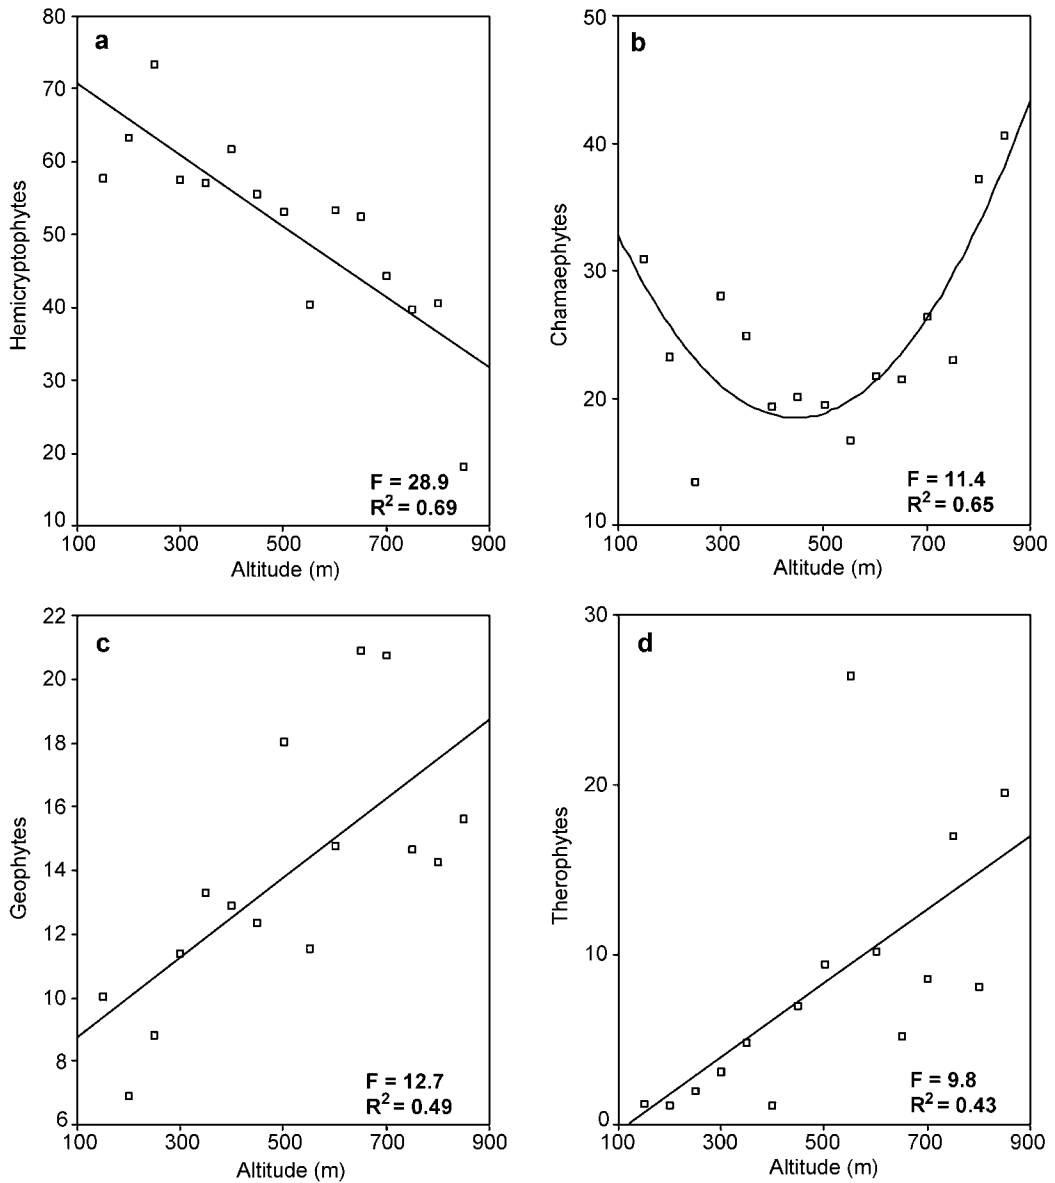 a
80
70
60
50
40
30
20
10
Hemicryptophytes
F = 28.9
R² = 0.69
100 300 500 700 900
Altitude (m)
b
50
40
30
20
10
Chamaephytes
F = 11.4
R² = 0.65
100 300 500 700 900
Altitude (m)
c
22
20
18
16
14
12
10
8
6
Geophytes
F = 12.7
R² = 0.49
100 300 500 700 900
Altitude (m)
d
30
20
10
0
Therophytes
F = 9.8
R² = 0.43
100 300 500 700 900
Altitude (m)